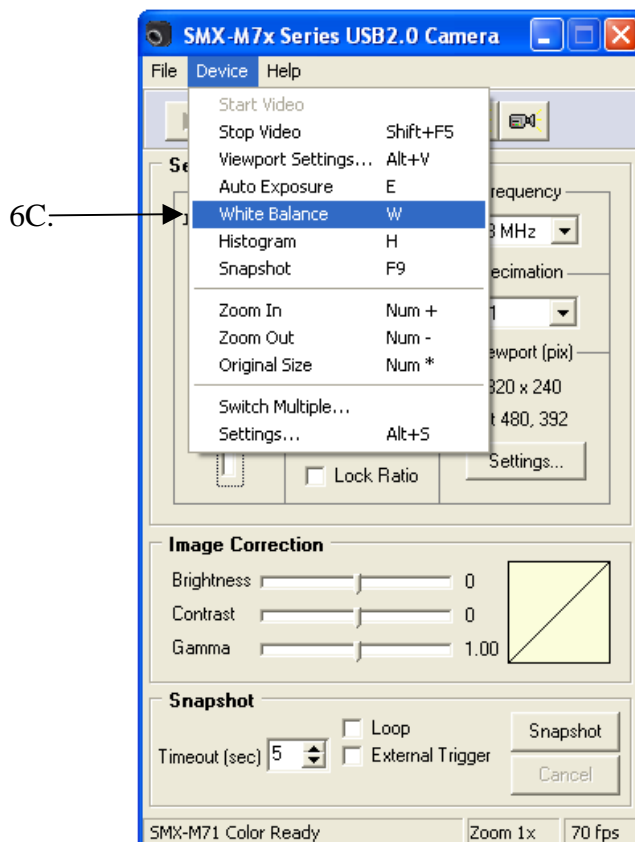 SMX-M7x Series USB2.0 Camera
File Device Help
Start Video
Stop Video Shift+F5
Viewport Settings... Alt+V
Auto Exposure E
6C.
White Balance W
Histogram H
Snapshot F9
Zoom In Num +
Zoom Out Num -
Original Size Num *
Switch Multiple...
Settings... Alt+S
Se
requency
MHz
ecimation
1
ewport (pix)
320 x 240
t 480, 392
Settings...
Lock Ratio
Image Correction
Brightness 0
Contrast 0
Gamma 1.00
Snapshot
Loop
Timeout (sec) 5
External Trigger
Snapshot
Cancel
SMX-M71 Color Ready Zoom 1x 70 fps